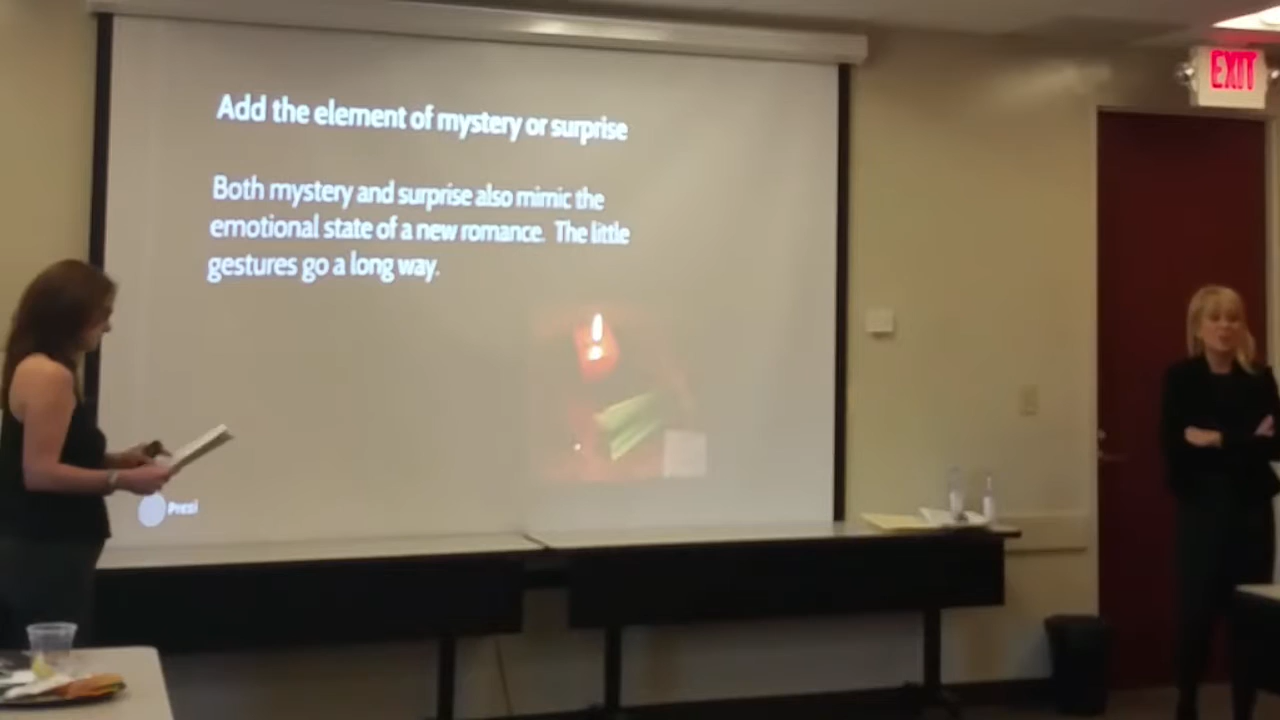 Add the element of mystery or surprise
Both mystery and surprise also mimic the
emotional state of a new romance. The little
gestures go a long way.
Prezi
EXIT